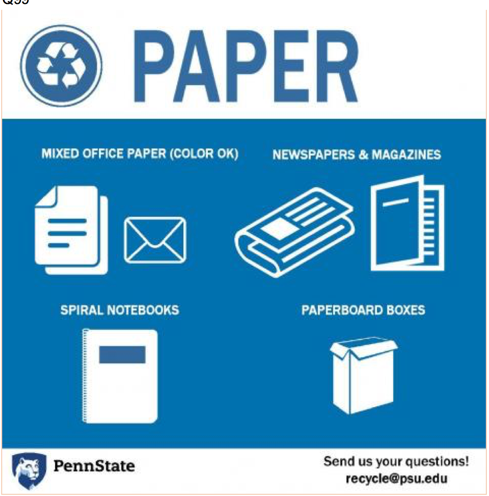 Q99
PAPER
MIXED OFFICE PAPER (COLOR OK)
NEWSPAPERS & MAGAZINES
SPIRAL NOTEBOOKS
PAPERBOARD BOXES
PennState
Send us your questions!
recycle@psu.edu